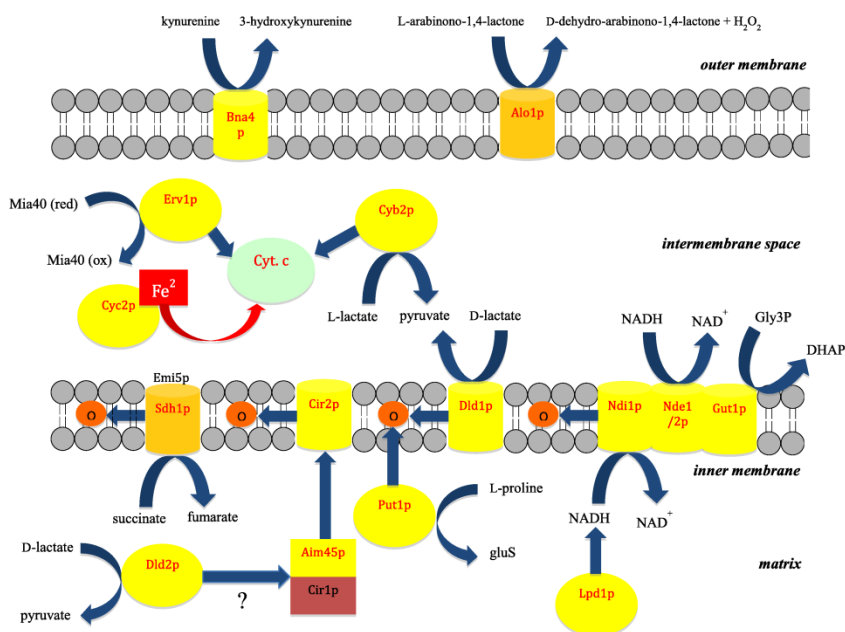 kynurenine 3-hydroxykynurenine L-arabinono-1,4-lactone D-dehydro-arabinono-1,4-lactone + H₂O₂
outer membrane
Bna4
p
Alo1p
Mia40 (red)
Erv1p
Cyb2p
Mia40 (ox)
Cyt. c
intermembrane space
Fe²
Cyc2p
L-lactate pyruvate D-lactate
NADH NAD⁺ Gly3P
DHAP
Emi5p
O Sdh1p O Cir2p O Dld1p O Ndi1p Nde1
/2p Gut1p
inner membrane
succinate fumarate
Put1p
L-proline
gluS
NADH NAD⁺
D-lactate
Dld2p
?
Aim45p
Cir1p
pyruvate
Lpd1p
matrix